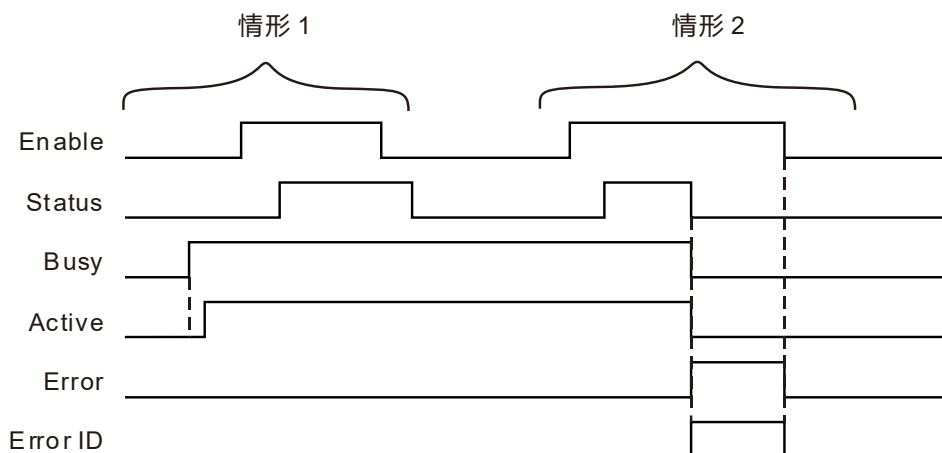 情形 1 情形 2
Enable
Status
Busy
Active
Error
Error ID